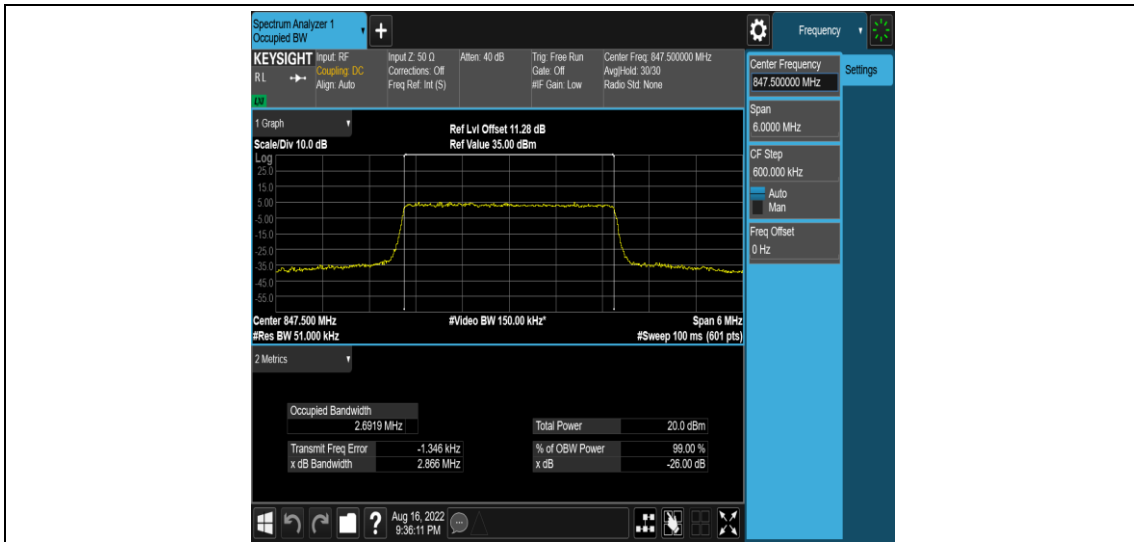 Spectrum Analyzer 1
Occupied BW
+
Frequency
KEYSIGHT
RL
LXI
Input: RF
Coupling: DC
Align: Auto
Input Z: 50 Ω
Corrections: Off
Freq Ref: Int (S)
Atten: 40 dB
Trig: Free Run
Gate: Off
#IF Gain: Low
Center Freq: 847.500000 MHz
Avg|Hold: 30/30
Radio Std: None
Center Frequency
847.500000 MHz
Settings
Span
6.0000 MHz
CF Step
600.000 kHz
Auto
Man
Freq Offset
0 Hz
1 Graph
Ref Lvl Offset 11.28 dB
Scale/Div 10.0 dB
Ref Value 35.00 dBm
Log
25.0
15.0
5.00
-5.00
-15.0
-25.0
-35.0
-45.0
-55.0
Center 847.500 MHz
#Video BW 150.00 kHz*
Span 6 MHz
#Res BW 51.000 kHz
#Sweep 100 ms (601 pts)
2 Metrics
Occupied Bandwidth
2.6919 MHz
Total Power 20.0 dBm
Transmit Freq Error -1.346 kHz
% of OBW Power 99.00 %
x dB Bandwidth 2.866 MHz
x dB -26.00 dB
?
Aug 16, 2022
9:36:11 PM